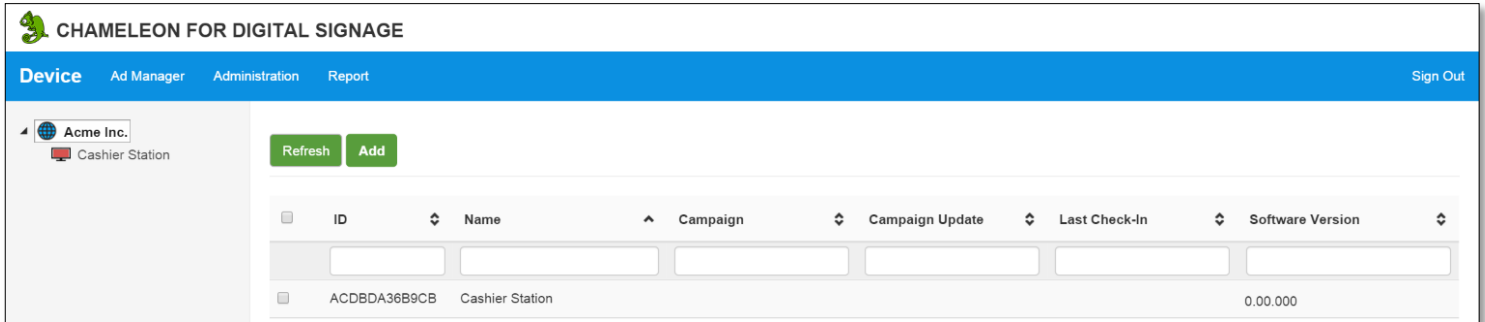 CHAMELEON FOR DIGITAL SIGNAGE
Device Ad Manager Administration Report Sign Out
Acme Inc.
Cashier Station
Refresh Add
ID Name Campaign Campaign Update Last Check-In Software Version
ACDBDA36B9CB Cashier Station 0.00.000